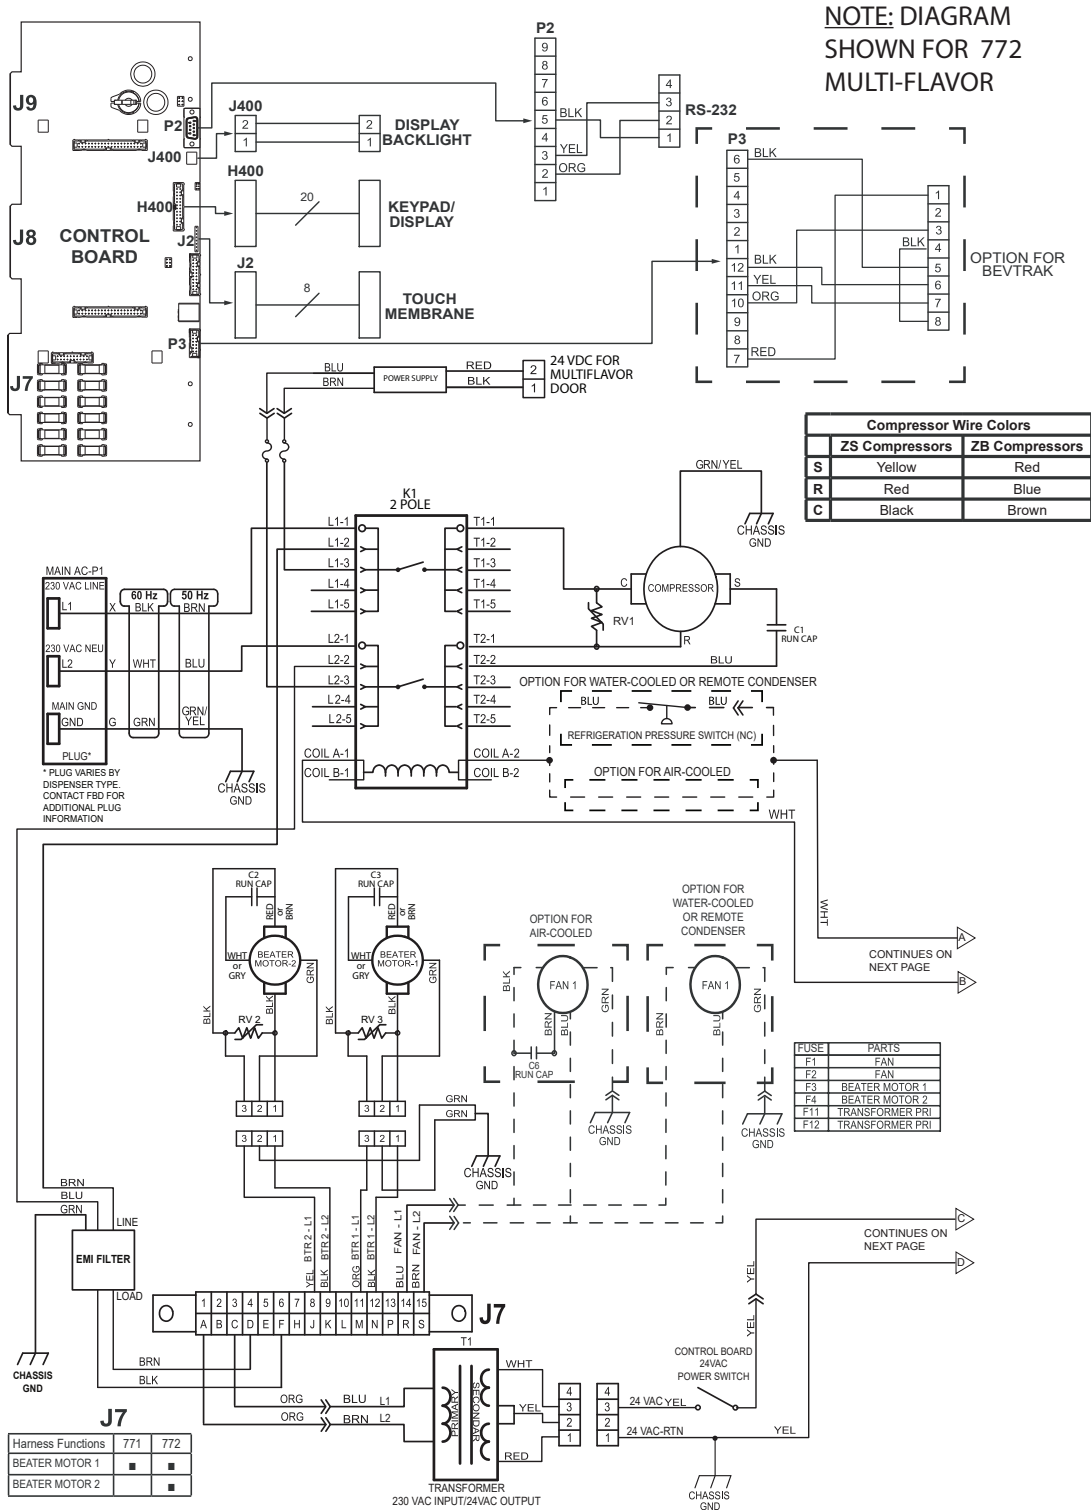 NOTE: DIAGRAM
SHOWN FOR 772
MULTI-FLAVOR
J9
P2
J400
H400
J8
CONTROL
BOARD
J2
P3
J7
J400
2
1
2
1
DISPLAY
BACKLIGHT
H400
20
KEYPAD/
DISPLAY
J2
8
TOUCH
MEMBRANE
P2
9
8
7
6
5
4
3
2
1
BLK
YEL
ORG
4
3
2
1
RS-232
P3
6
5
4
3
2
1
12
11
10
9
8
7
BLK
BLK
YEL
ORG
RED
BLK
1
2
3
4
5
6
7
8
OPTION FOR
BEVTRAK
BLU
BRN
POWER SUPPLY
RED
BLK
2
1
24 VDC FOR
MULTIFLAVOR
DOOR
Compressor Wire Colors
ZS Compressors ZB Compressors
S Yellow Red
R Red Blue
C Black Brown
K1
2 POLE
L1-1
L1-2
L1-3
L1-4
L1-5
L2-1
L2-2
L2-3
L2-4
L2-5
COIL A-1
COIL B-1
T1-1
T1-2
T1-3
T1-4
T1-5
T2-1
T2-2
T2-3
T2-4
T2-5
COIL A-2
COIL B-2
GRN/YEL
CHASSIS
GND
C
COMPRESSOR
S
R
RV1
C1
RUN CAP
BLU
MAIN AC-P1
230 VAC LINE
L1
230 VAC NEU
L2
MAIN GND
GND
PLUG*
X
Y
G
60 Hz
BLK
WHT
GRN
50 Hz
BRN
BLU
GRN/
YEL
CHASSIS
GND
* PLUG VARIES BY
DISPENSER TYPE.
CONTACT FBD FOR
ADDITIONAL PLUG
INFORMATION
OPTION FOR WATER-COOLED OR REMOTE CONDENSER
BLU
BLU
REFRIGERATION PRESSURE SWITCH (NC)
OPTION FOR AIR-COOLED
WHT
WHT
A
CONTINUES ON
NEXT PAGE
B
C2
RUN CAP
RED
or
BRN
WHT
or
GRY
BEATER
MOTOR-2
GRN
BLK
BLK
RV 2
3 2 1
3 2 1
C3
RUN CAP
RED
or
BRN
WHT
or
GRY
BEATER
MOTOR-1
GRN
BLK
BLK
RV 3
3 2 1
3 2 1
GRN
GRN
CHASSIS
GND
OPTION FOR
AIR-COOLED
BLK
FAN 1
GRN
BRN
BLU
C6
RUN CAP
CHASSIS
GND
OPTION FOR
WATER-COOLED
OR REMOTE
CONDENSER
FAN 1
BRN
BLU
GRN
CHASSIS
GND
FUSE PARTS
F1 FAN
F2 FAN
F3 BEATER MOTOR 1
F4 BEATER MOTOR 2
F11 TRANSFORMER PRI
F12 TRANSFORMER PRI
BRN
BLU
GRN
LINE
EMI FILTER
LOAD
CHASSIS
GND
BRN
BLK
YEL BTR 2 - L1
BLK BTR 2 - L2
ORG BTR 1 - L1
BLK BTR 1 - L2
BLU FAN - L1
BRN FAN - L2
1 2 3 4 5 6 7 8 9 10 11 12 13 14 15
A B C D E F H J K L M N P R S
J7
ORG
ORG
BLU L1
BRN L2
T1
PRIMARY
SECONDAR
WHT
YEL
RED
TRANSFORMER
230 VAC INPUT/24VAC OUTPUT
4
3
2
1
4
3
2
1
24 VAC YEL
24 VAC-RTN
CONTROL BOARD
24VAC
POWER SWITCH
YEL
YEL
YEL
CHASSIS
GND
C
CONTINUES ON
NEXT PAGE
D
J7
Harness Functions 771 772
BEATER MOTOR 1 ■ ■
BEATER MOTOR 2 ■